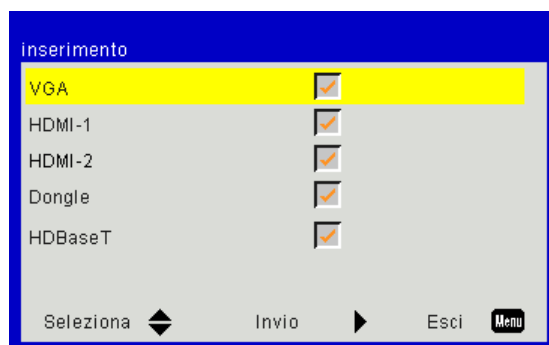 inserimento
VGA
HDMI-1
HDMI-2
Dongle
HDBaseT
Seleziona Invio Esci Menu